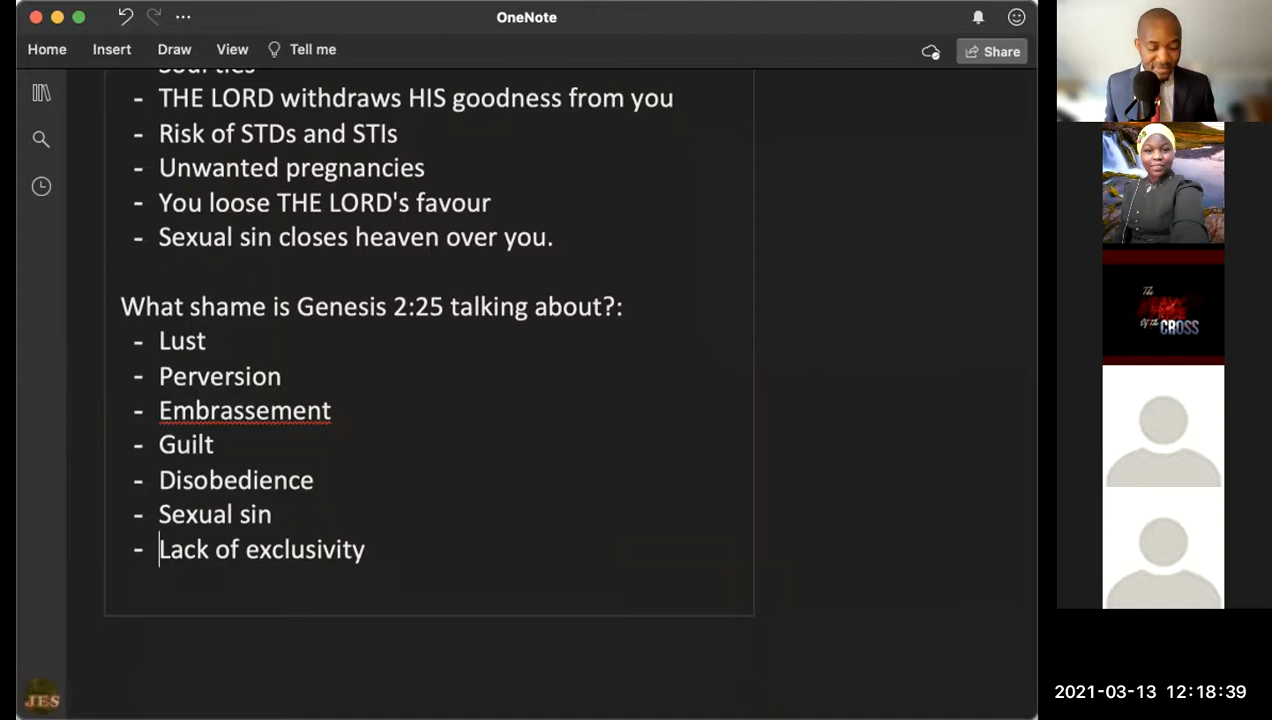 OneNote
Home Insert Draw View Tell me Share
- THE LORD withdraws HIS goodness from you
- Risk of STDs and STIs
- Unwanted pregnancies
- You loose THE LORD's favour
- Sexual sin closes heaven over you.
What shame is Genesis 2:25 talking about?:
- Lust
- Perversion
- Embrassement
- Guilt
- Disobedience
- Sexual sin
- Lack of exclusivity
JES
The
Of The CROSS
2021-03-13 12:18:39